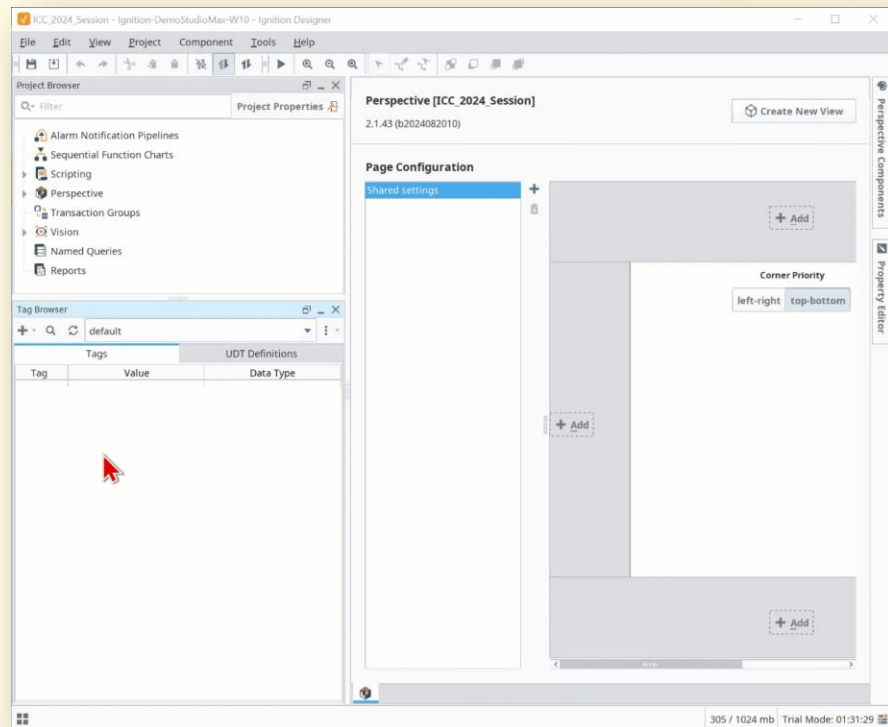 ICC_2024_Session - Ignition-DemoStudioMax-W10 - Ignition Designer
File Edit View Project Component Tools Help
Project Browser
Filter
Project Properties
Alarm Notification Pipelines
Sequential Function Charts
Scripting
Perspective
Transaction Groups
Vision
Named Queries
Reports
Tag Browser
default
Tags UDT Definitions
Tag Value Data Type
Perspective [ICC_2024_Session]
2.1.43 (b2024082010)
Create New View
Page Configuration
Shared settings
Add
Corner Priority
left-right top-bottom
Add
Add
Perspective Components
Property Editor
305 / 1024 mb Trial Mode: 01:31:29